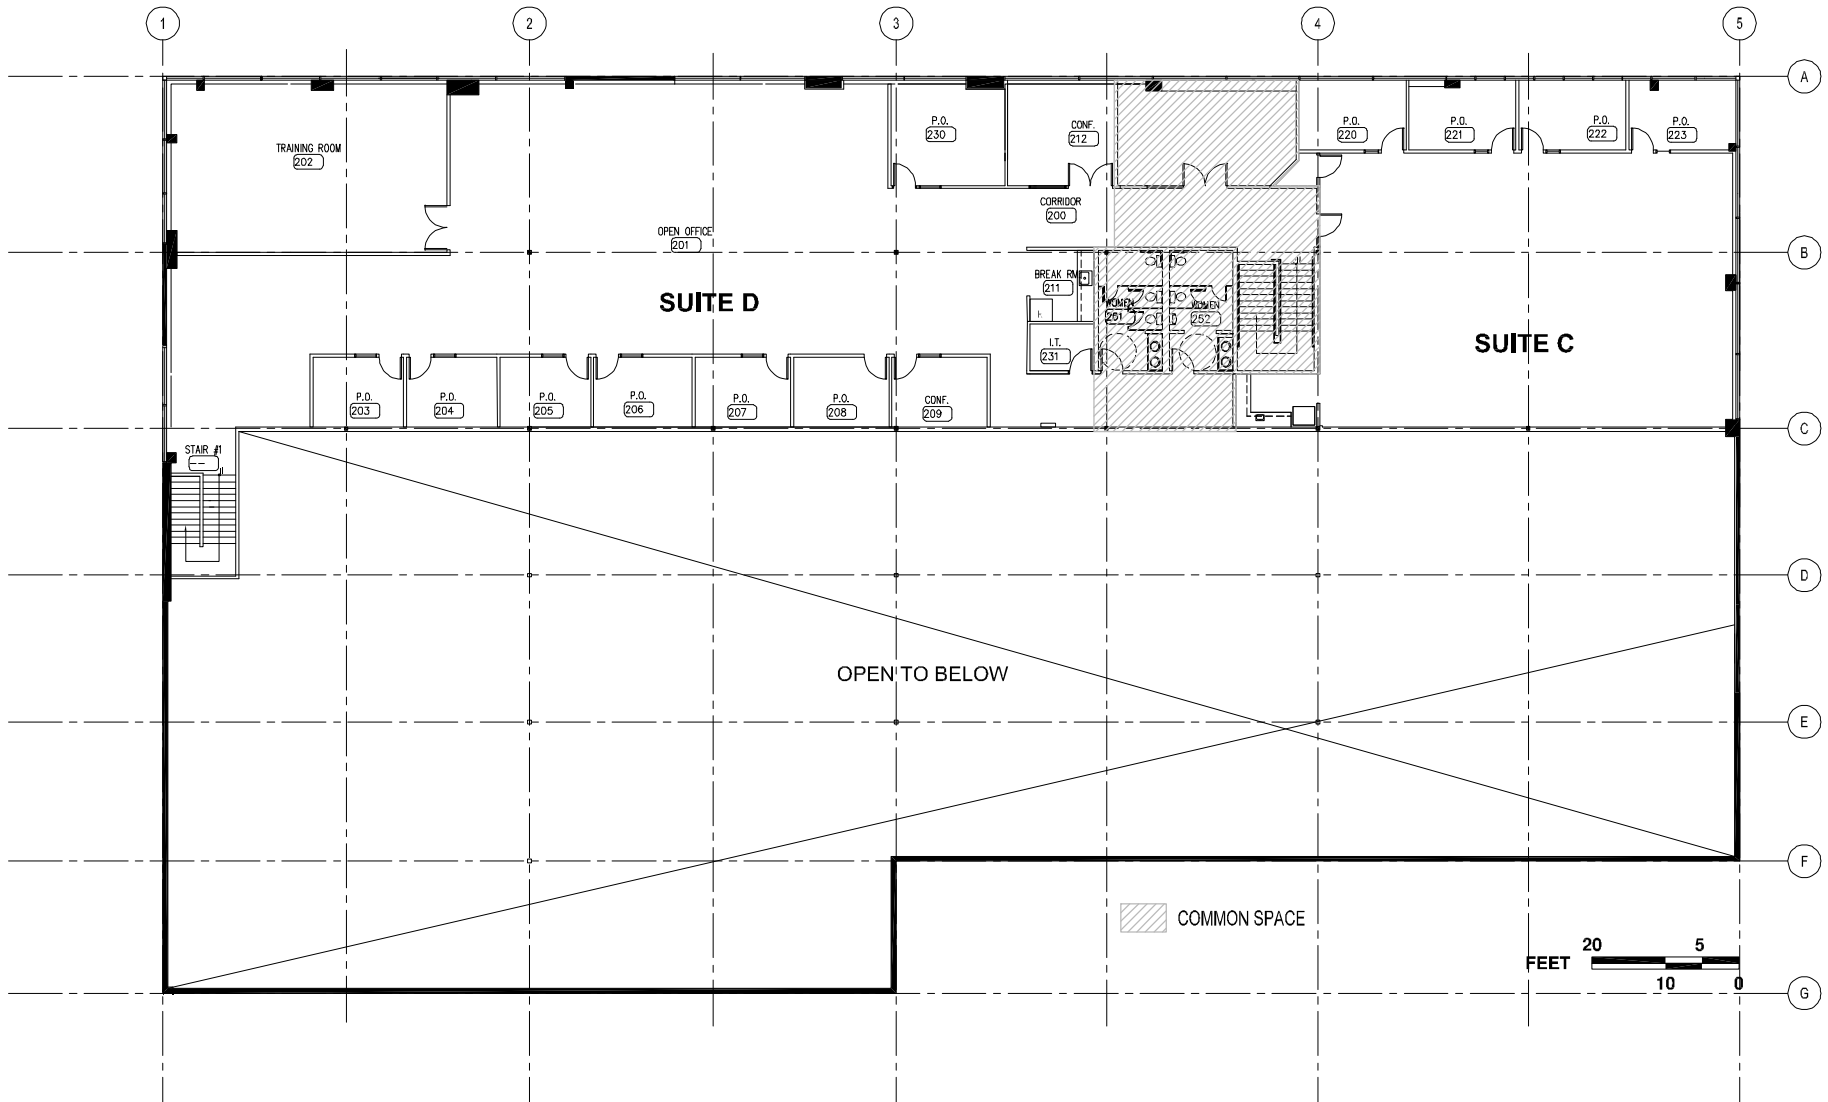 1 2 3 4 5
A
P.O.
230
CONF.
212
P.O.
220
P.O.
221
P.O.
222
P.O.
223
TRAINING ROOM
202
CORRIDOR
200
OPEN OFFICE
201
B
BREAK RM
211
WOMEN
251
WOMEN
252
SUITE D
SUITE C
I.T.
231
P.O.
203
P.O.
204
P.O.
205
P.O.
206
P.O.
207
P.O.
208
CONF.
209
C
STAIR #1
---
D
OPEN TO BELOW
E
F
COMMON SPACE
20 5
FEET
10 0
G